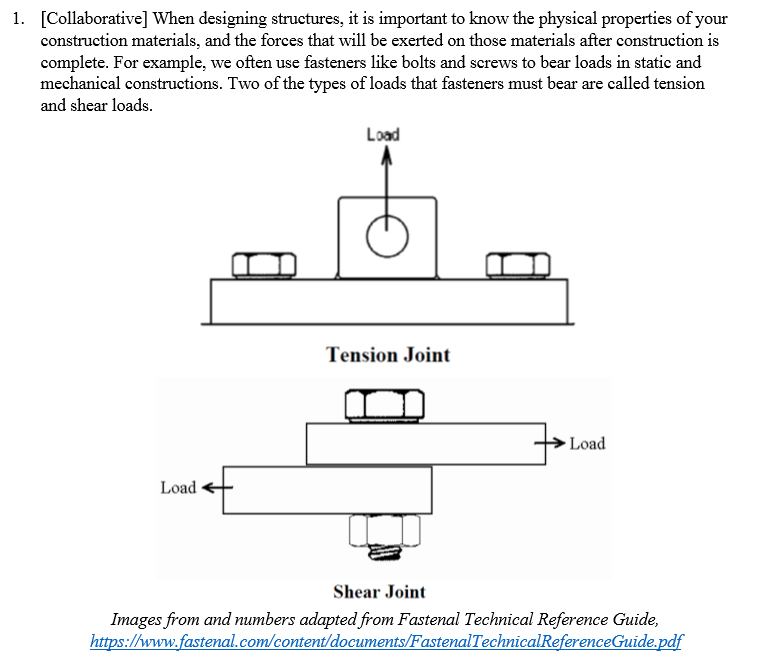 1. [Collaborative] When designing structures, it is important to know the physical properties of your
construction materials, and the forces that will be exerted on those materials after construction is
complete. For example, we often use fasteners like bolts and screws to bear loads in static and
mechanical constructions. Two of the types of loads that fasteners must bear are called tension
and shear loads.
Load
Tension Joint
Load
Load
Shear Joint
Images from and numbers adapted from Fastenal Technical Reference Guide,
https://www.fastenal.com/content/documents/FastenalTechnicalReferenceGuide.pdf